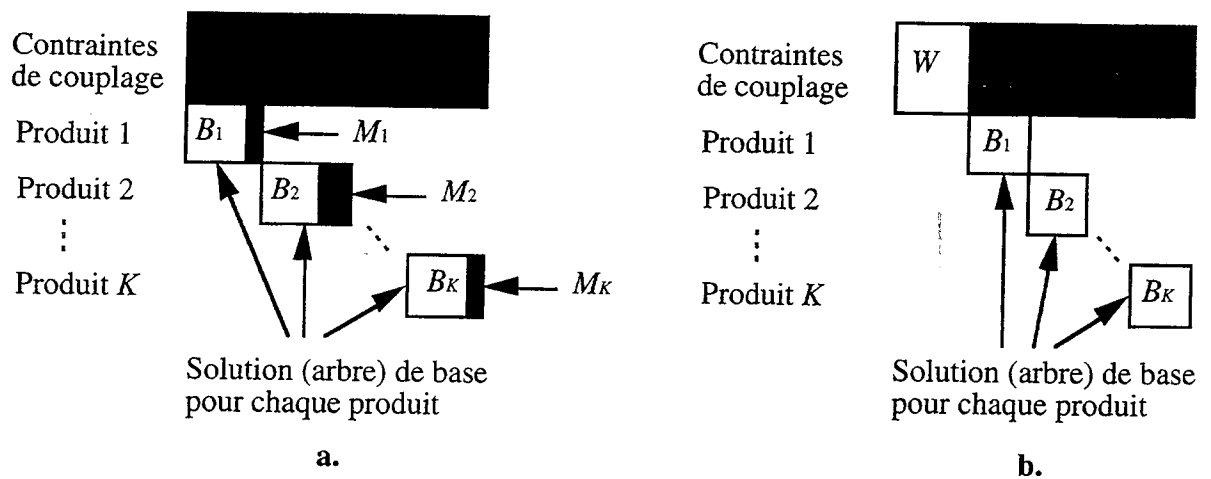 Contraintes
de couplage
Produit 1
B1
M1
Produit 2
B2
M2
Produit K
BK
MK
Solution (arbre) de base
pour chaque produit
a.
Contraintes
de couplage
W
Produit 1
B1
Produit 2
B2
Produit K
BK
Solution (arbre) de base
pour chaque produit
b.